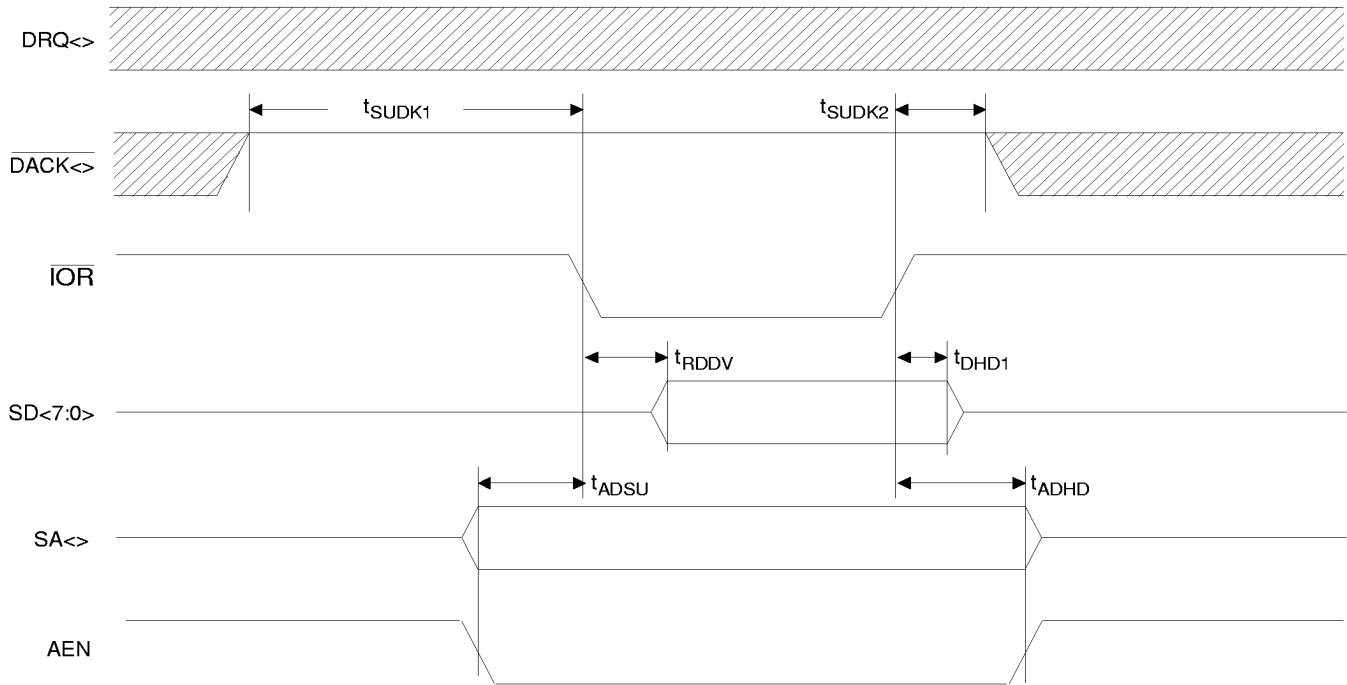 DRQ<>
tSUDK1
tSUDK2
DACK<>
IOR
tRDDV
tDHD1
SD<7:0>
tADSU
tADHD
SA<>
AEN